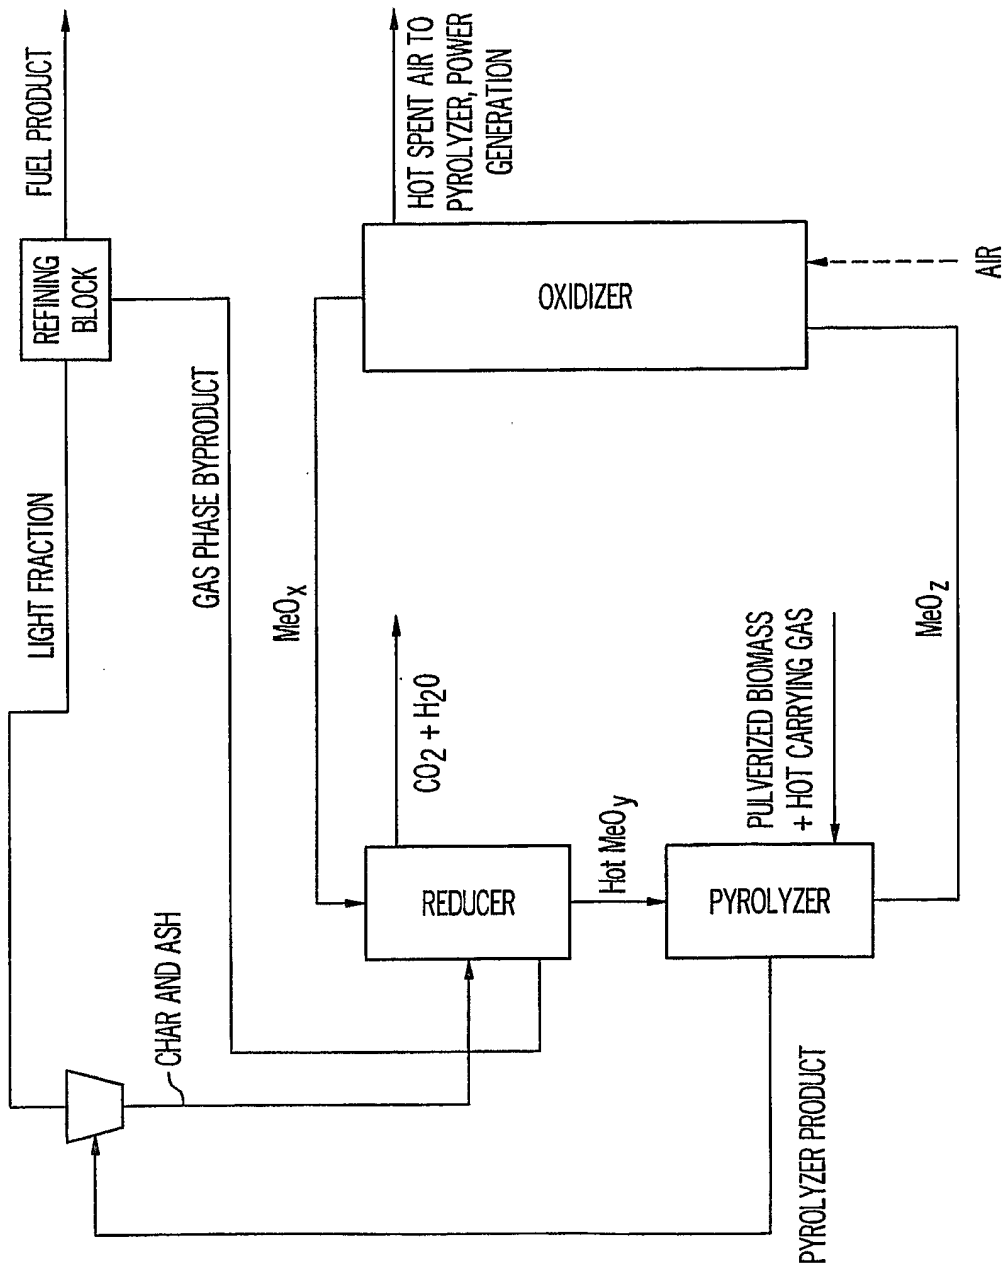 FUEL PRODUCT
REFINING
BLOCK
LIGHT FRACTION
GAS PHASE BYPRODUCT
HOT SPENT AIR TO
PYROLYZER, POWER
GENERATION
OXIDIZER
AIR
MeOx
CO2 + H2O
REDUCER
CHAR AND ASH
Hot MeOy
PULVERIZED BIOMASS
+ HOT CARRYING GAS
PYROLYZER
MeOz
PYROLYZER PRODUCT